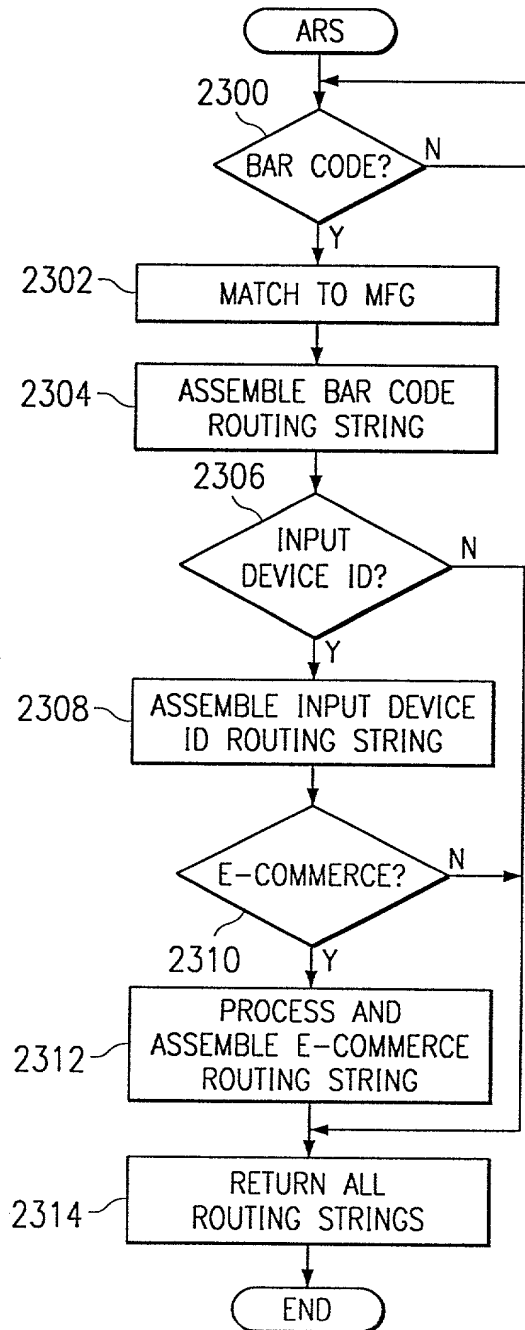 ARS
2300
BAR CODE?
N
Y
2302
MATCH TO MFG
2304
ASSEMBLE BAR CODE
ROUTING STRING
2306
INPUT
DEVICE ID?
N
Y
2308
ASSEMBLE INPUT DEVICE
ID ROUTING STRING
E-COMMERCE?
N
2310
Y
2312
PROCESS AND
ASSEMBLE E-COMMERCE
ROUTING STRING
2314
RETURN ALL
ROUTING STRINGS
END